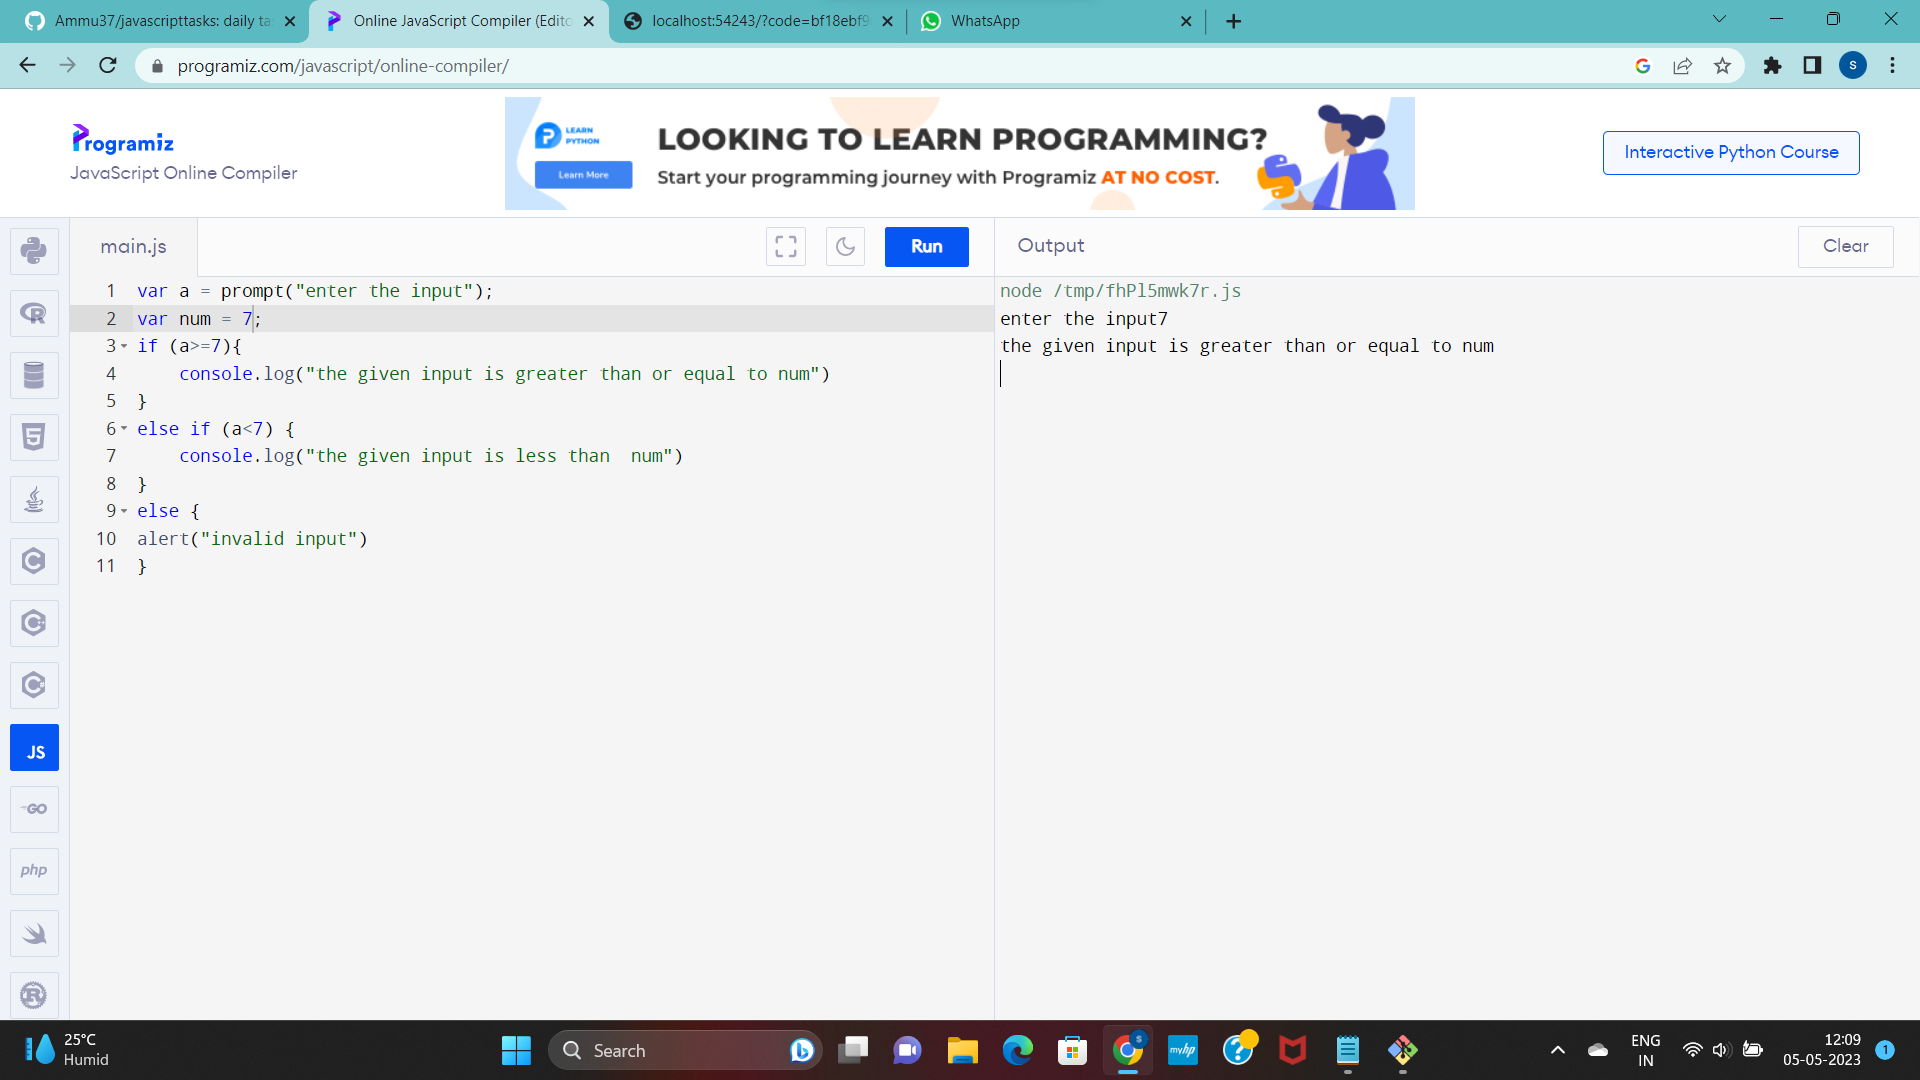 Ammu37/javascripttasks: daily ta
Online JavaScript Compiler (Edito
localhost:54243/?code=bf18ebf9
WhatsApp
programiz.com/javascript/online-compiler/
S
Programiz
JavaScript Online Compiler
LEARN
PYTHON
Learn More
LOOKING TO LEARN PROGRAMMING?
Start your programming journey with Programiz AT NO COST.
Interactive Python Course
main.js
Run
Output
Clear
1 var a = prompt("enter the input");
2 var num = 7;
3 if (a>=7){
4 console.log("the given input is greater than or equal to num")
5 }
6 else if (a<7) {
7 console.log("the given input is less than  num")
8 }
9 else {
10 alert("invalid input")
11 }
node /tmp/fhPl5mwk7r.js
enter the input7
the given input is greater than or equal to num
JS
GO
php
25°C
Humid
Search
myhp
ENG
IN
12:09
05-05-2023
1